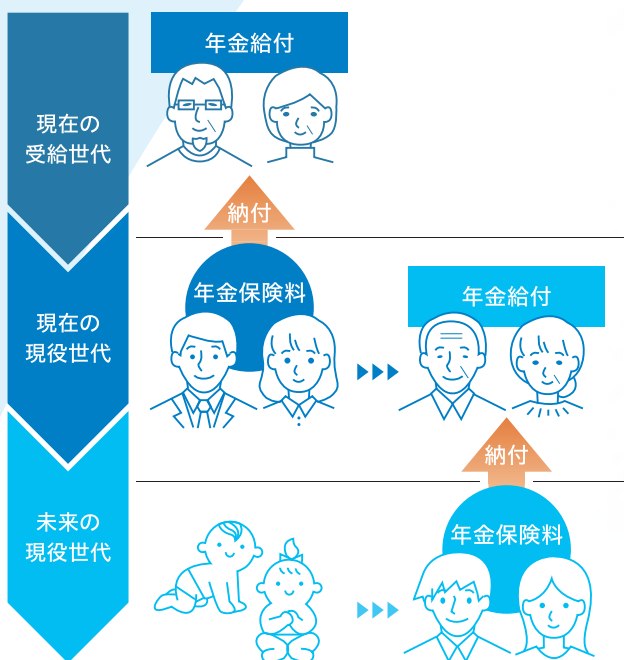 年金給付
現在の
受給世代
納付
年金保険料
現在の
現役世代
年金給付
納付
未来の
現役世代
年金保険料